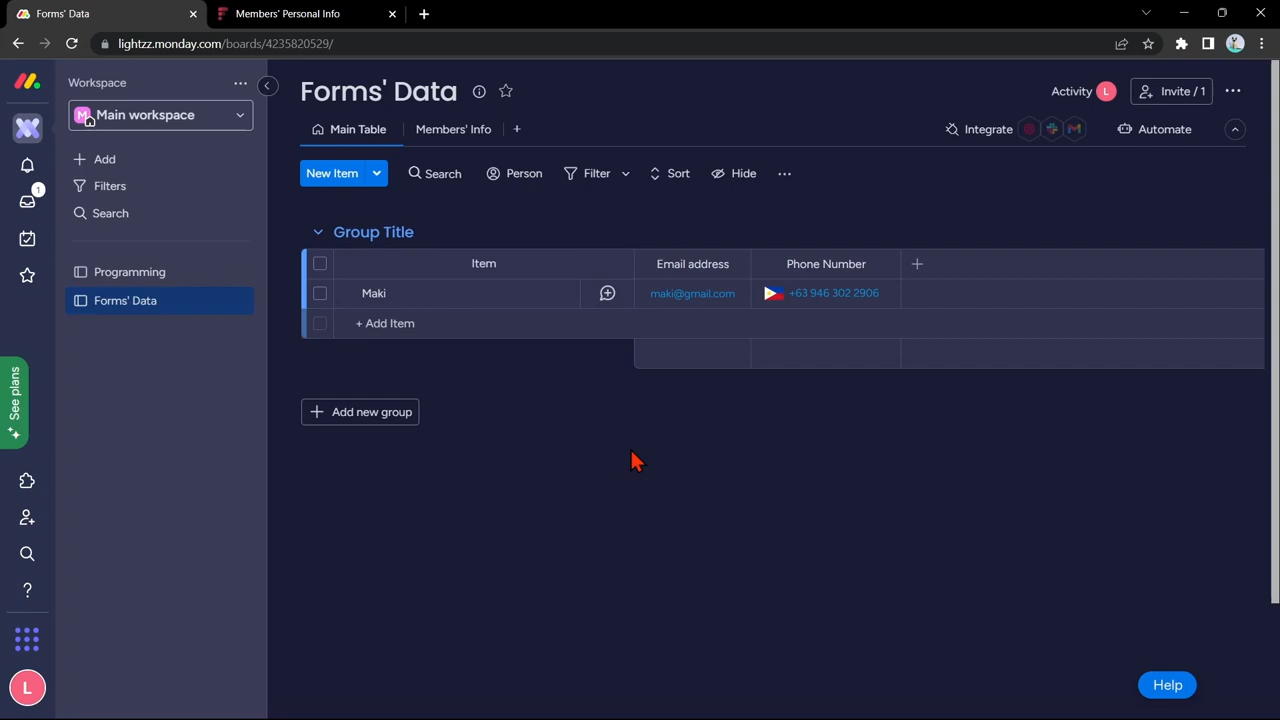 Forms' Data
Members' Personal Info
lightzz.monday.com/boards/4235820529/
Workspace
M Main workspace
Add
Filters
Search
Programming
Forms' Data
1
See plans
L
Forms' Data
Activity L
Invite / 1
Main Table
Members' Info
Integrate
Automate
New Item
Search
Person
Filter
Sort
Hide
Group Title
Item
Email address
Phone Number
Maki
maki@gmail.com
+63 946 302 2906
+ Add Item
Add new group
Help